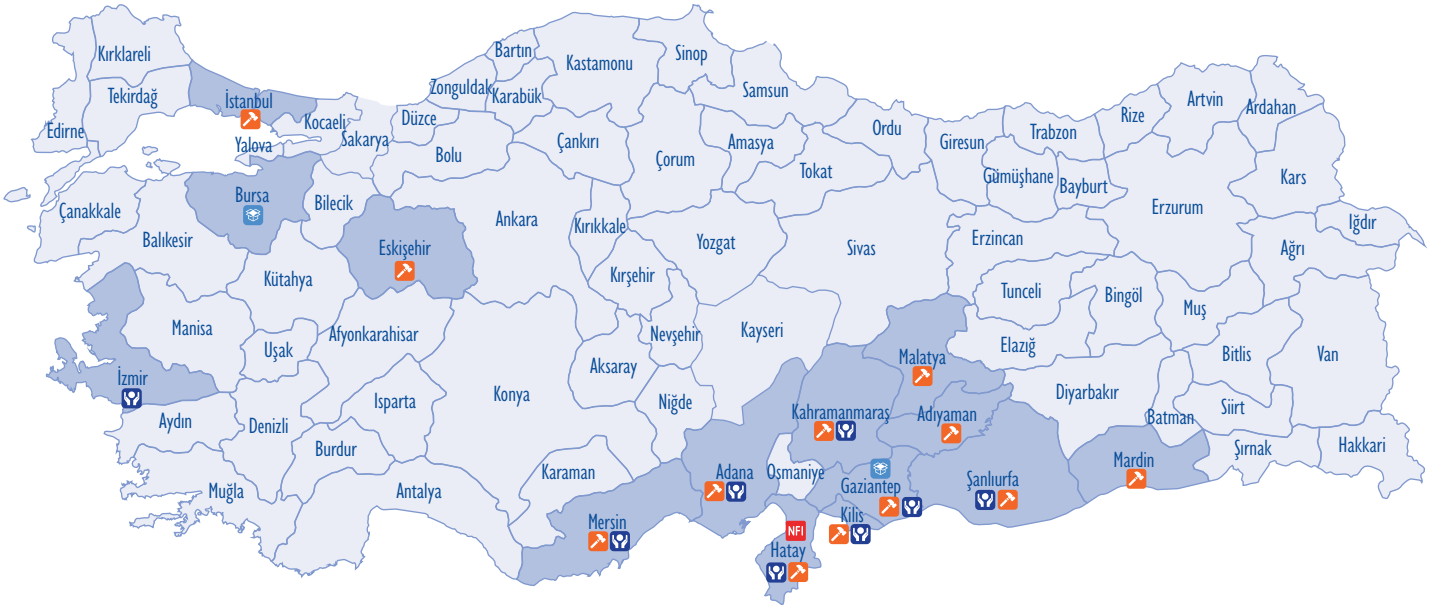 Kırklareli
Tekirdağ
Edirne
İstanbul
Kocaeli
Yalova
Sakarya
Düzce
Zonguldak
Bartın
Karabük
Kastamonu
Sinop
Samsun
Bolu
Çankırı
Çorum
Amasya
Ordu
Tokat
Giresun
Trabzon
Rize
Artvin
Ardahan
Gümüşhane
Bayburt
Kars
Erzurum
Iğdır
Ağrı
Çanakkale
Balıkesir
Bursa
Bilecik
Eskişehir
Kütahya
Ankara
Kırıkkale
Kırşehir
Yozgat
Sivas
Erzincan
Tunceli
Bingöl
Muş
Manisa
Uşak
Afyonkarahisar
Nevşehir
Kayseri
Malatya
Elazığ
Bitlis
Van
İzmir
Aydın
Denizli
Isparta
Burdur
Konya
Aksaray
Niğde
Kahramanmaraş
Adıyaman
Diyarbakır
Batman
Siirt
Şırnak
Hakkari
Muğla
Antalya
Karaman
Mersin
Adana
Osmaniye
Gaziantep
Kilis
Şanlıurfa
Mardin
NFI
Hatay